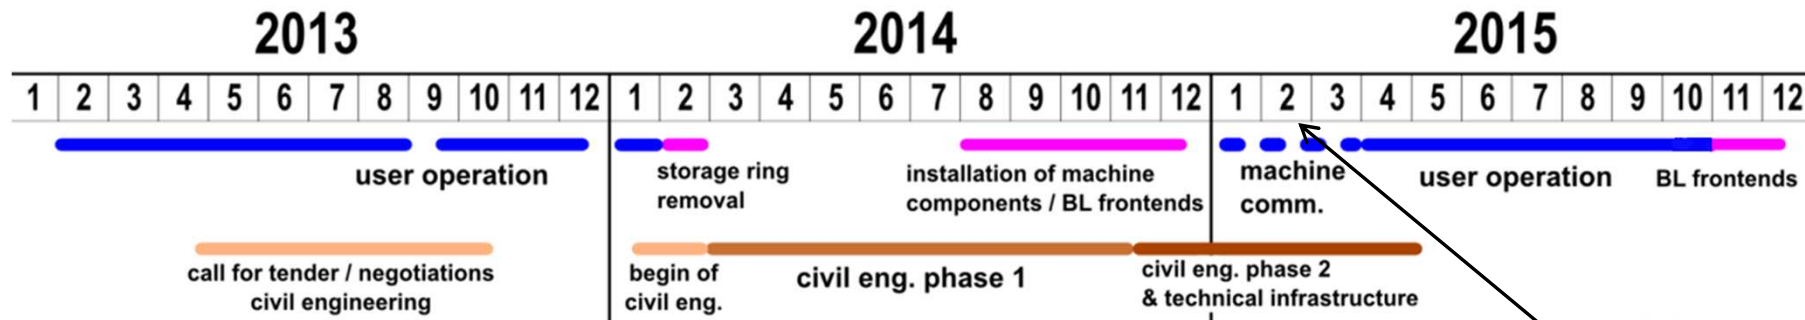 2013 2014 2015
1 2 3 4 5 6 7 8 9 10 11 12 1 2 3 4 5 6 7 8 9 10 11 12 1 2 3 4 5 6 7 8 9 10 11 12
user operation
storage ring
removal
installation of machine
components / BL frontends
machine
comm.
user operation
BL frontends
call for tender / negotiations
civil engineering
begin of
civil eng.
civil eng. phase 1
civil eng. phase 2
& technical infrastructure